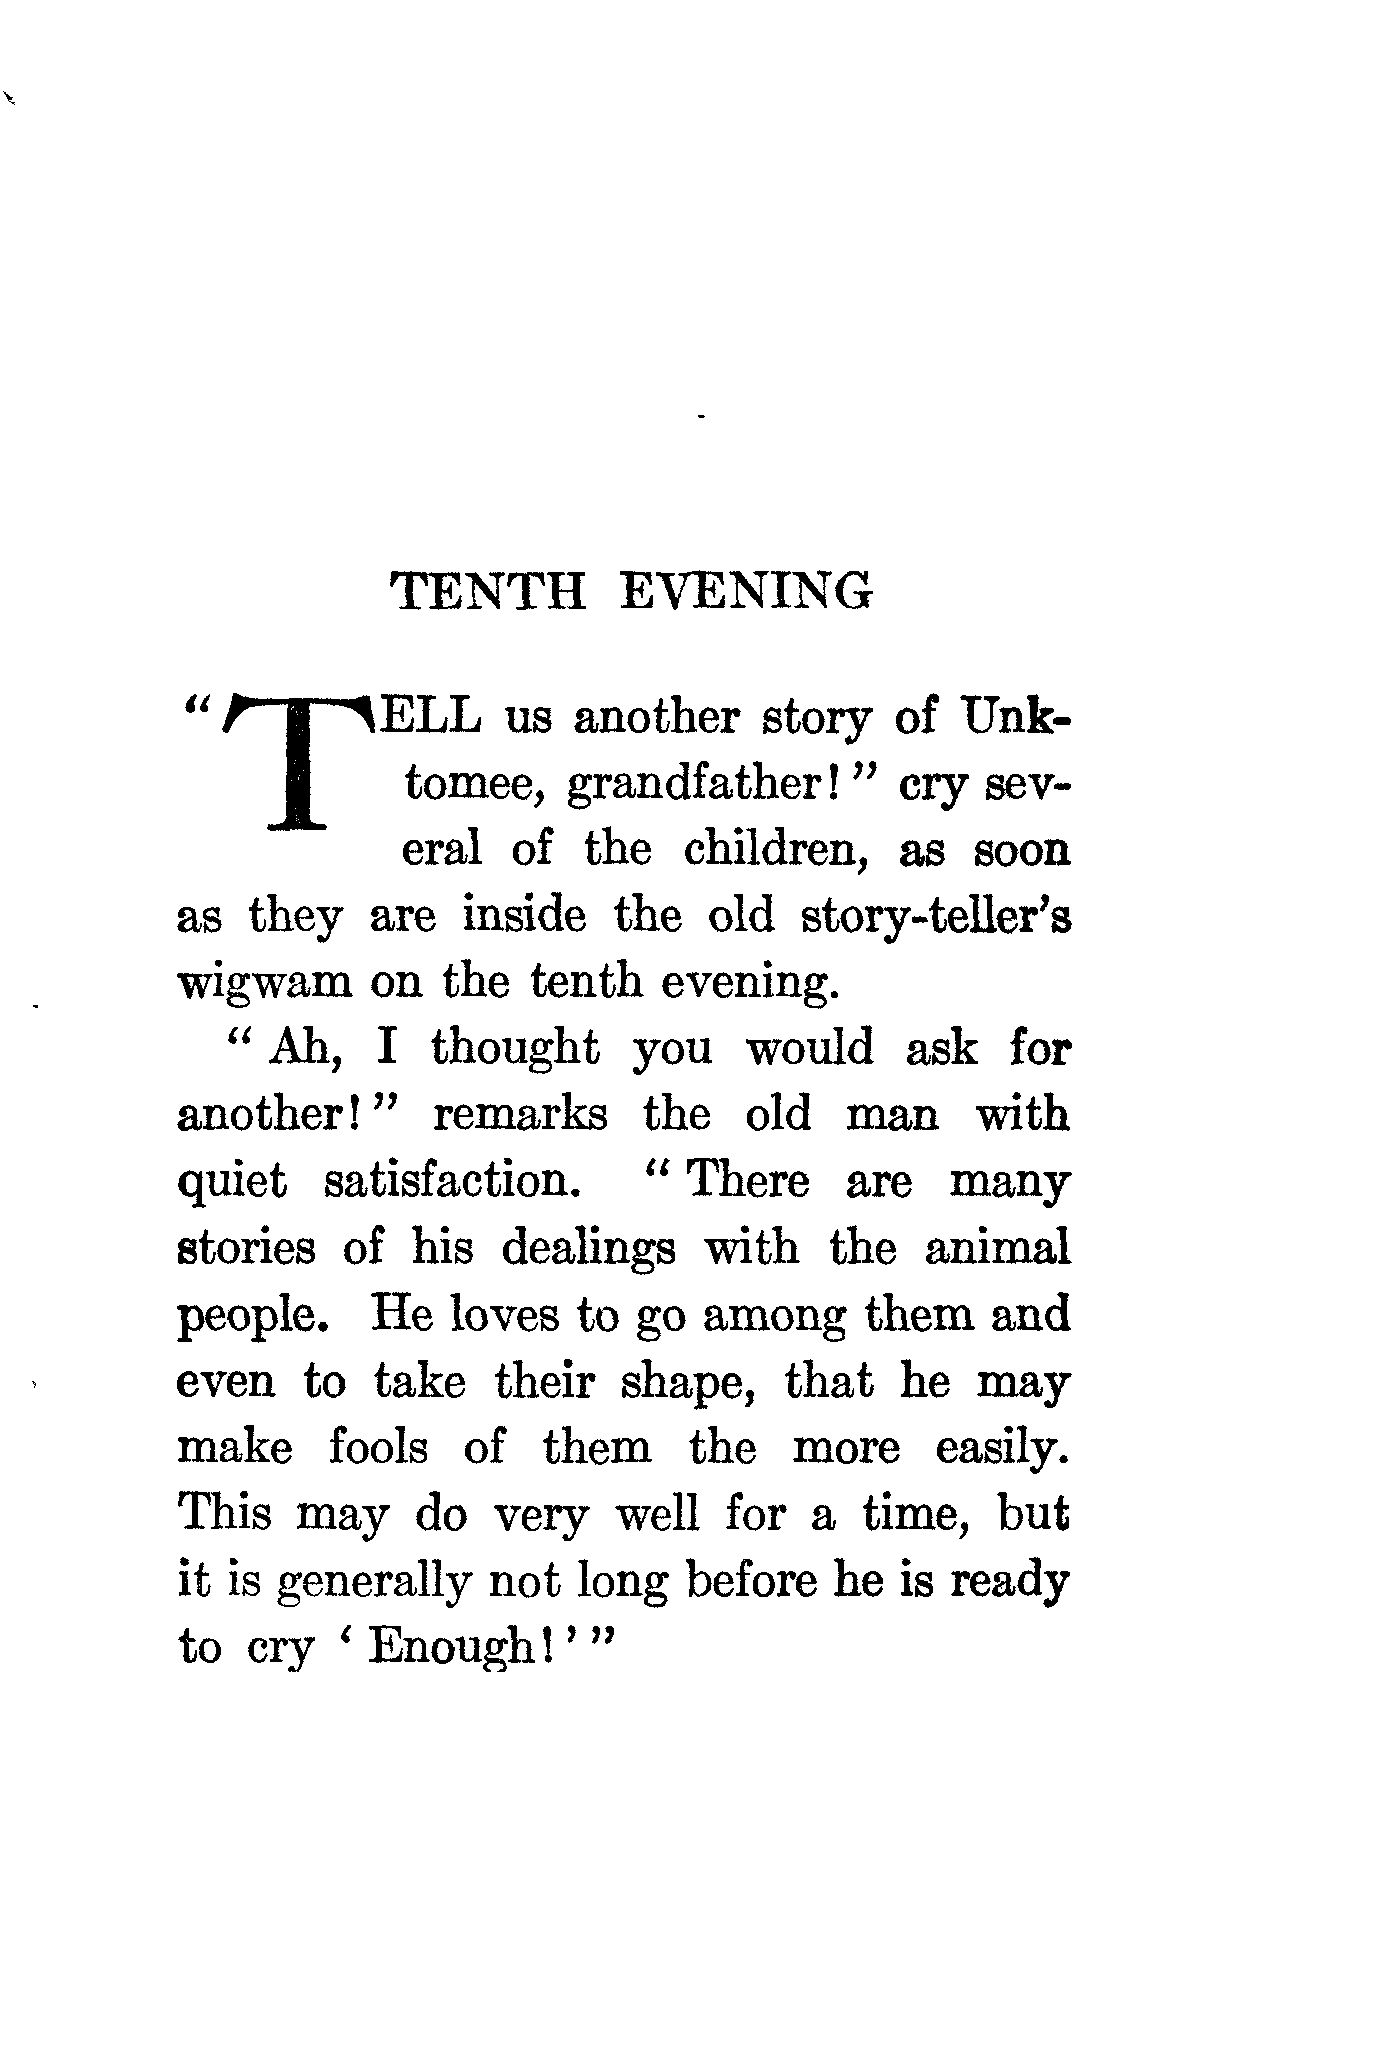 TENTH EVENING
“TELL us another story of Unk-
tomee, grandfather!” cry sev-
eral of the children, as soon
as they are inside the old story-teller’s
wigwam on the tenth evening.
“Ah, I thought you would ask for
another!” remarks the old man with
quiet satisfaction. “There are many
stories of his dealings with the animal
people. He loves to go among them and
even to take their shape, that he may
make fools of them the more easily.
This may do very well for a time, but
it is generally not long before he is ready
to cry ‘Enough!’”